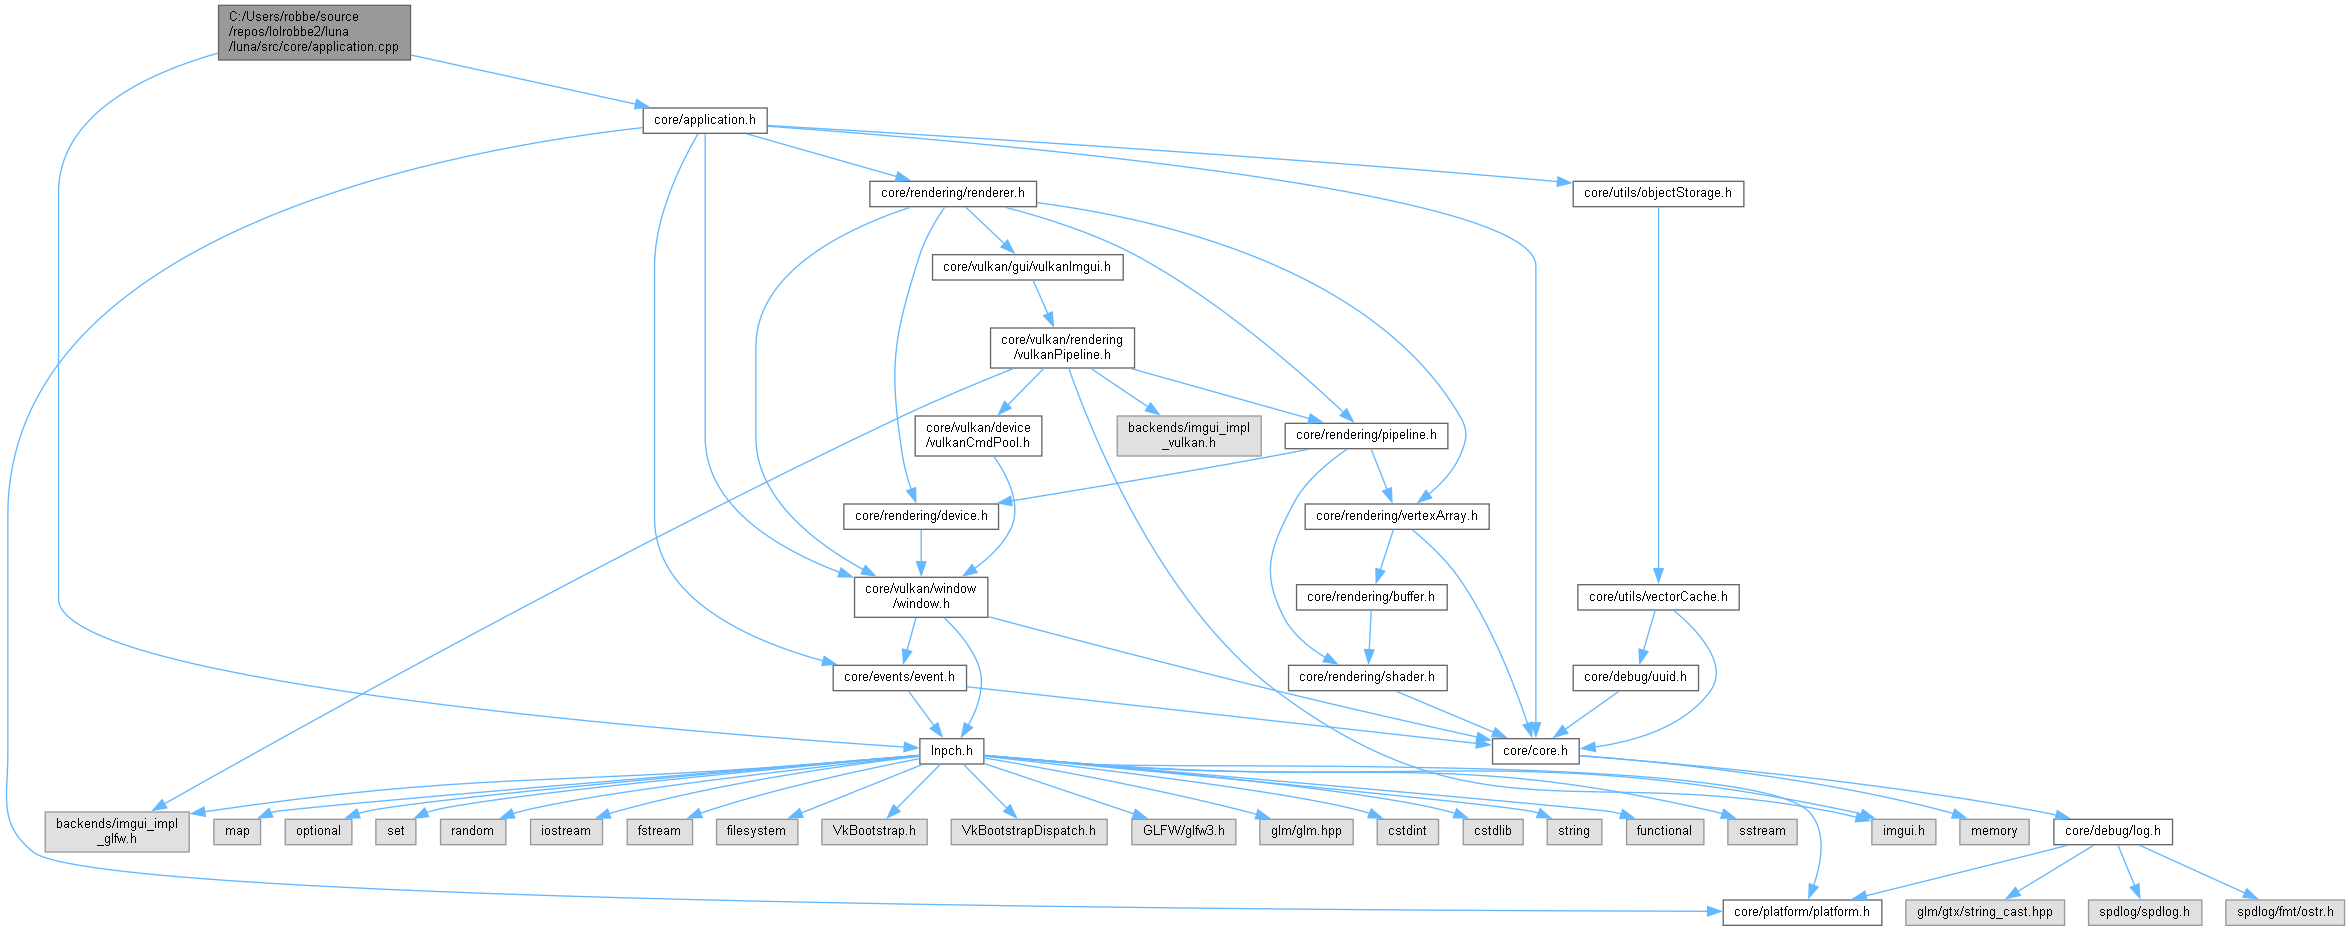 C:/Users/robbe/source
/repos/lolrobbe2/luna
/luna/src/core/application.cpp
core/application.h
core/rendering/renderer.h
core/utils/objectStorage.h
core/vulkan/gui/vulkanImgui.h
core/vulkan/rendering
/vulkanPipeline.h
core/vulkan/device
/vulkanCmdPool.h
backends/imgui_impl
_vulkan.h
core/rendering/pipeline.h
core/rendering/device.h
core/rendering/vertexArray.h
core/vulkan/window
/window.h
core/rendering/buffer.h
core/utils/vectorCache.h
core/events/event.h
core/rendering/shader.h
core/debug/uuid.h
lnpch.h
core/core.h
backends/imgui_impl
_glfw.h
map
optional
set
random
iostream
fstream
filesystem
VkBootstrap.h
VkBootstrapDispatch.h
GLFW/glfw3.h
glm/glm.hpp
cstdint
cstdlib
string
functional
sstream
imgui.h
memory
core/debug/log.h
core/platform/platform.h
glm/gtx/string_cast.hpp
spdlog/spdlog.h
spdlog/fmt/ostr.h